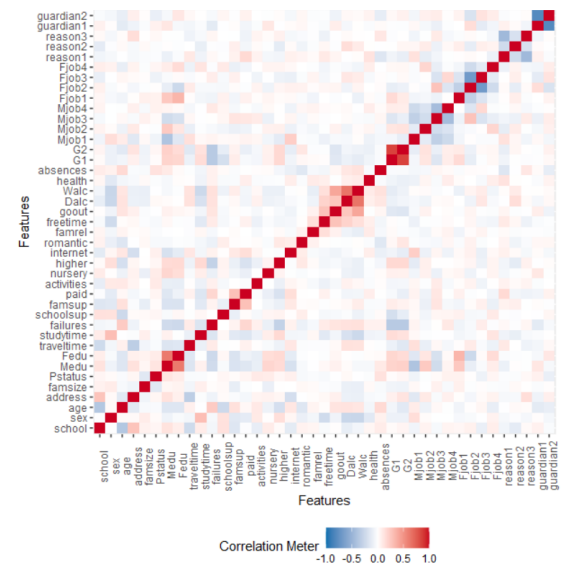 guardian2
guardian1
reason3
reason2
reason1
Fjob4
Fjob3
Fjob2
Fjob1
Mjob4
Mjob3
Mjob2
Mjob1
G2
G1
absences
health
Walc
Dalc
goout
freetime
famrel
romantic
internet
higher
nursery
activities
paid
famsup
schoolsup
failures
studytime
traveltime
Fedu
Medu
Pstatus
famsize
address
age
sex
school
Features
school
sex
age
address
famsize
Pstatus
Medu
Fedu
traveltime
studytime
failures
schoolsup
famsup
paid
activities
nursery
higher
internet
romantic
famrel
freetime
goout
Dalc
Walc
health
absences
G1
G2
Mjob1
Mjob2
Mjob3
Mjob4
Fjob1
Fjob2
Fjob3
Fjob4
reason1
reason2
reason3
guardian1
guardian2
Features
Correlation Meter
-1.0 -0.5 0.0 0.5 1.0